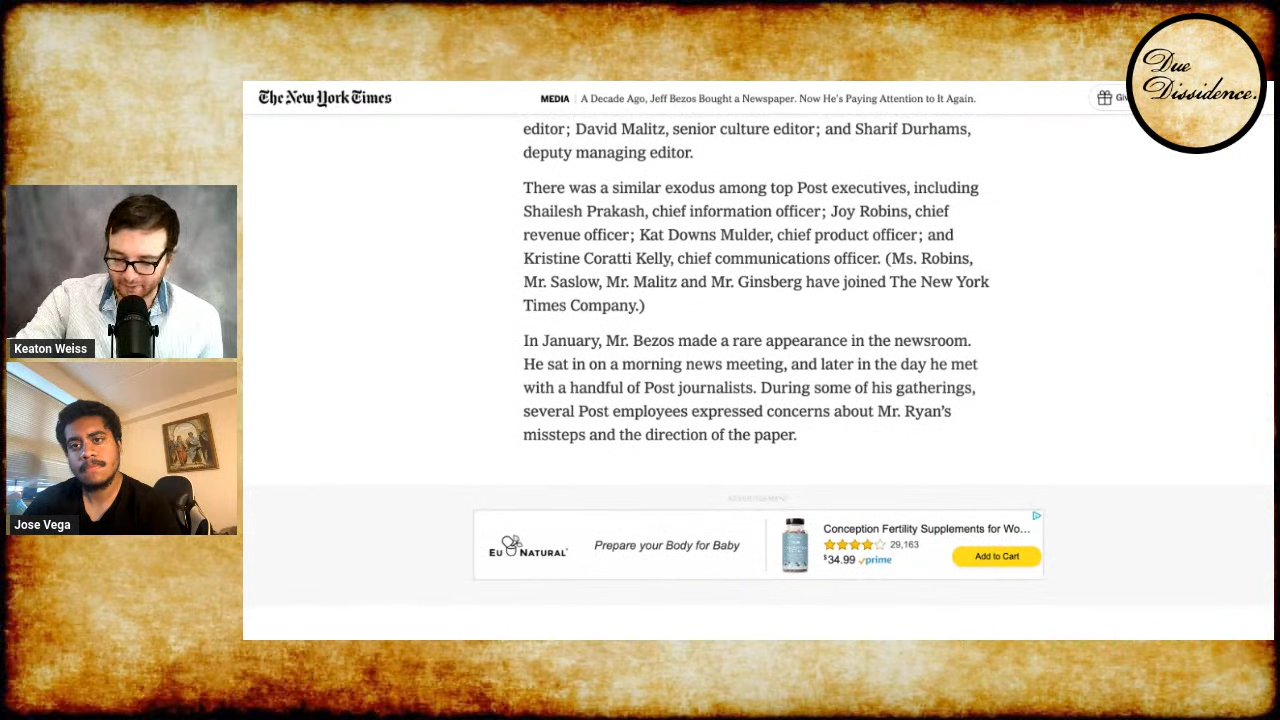 The New York Times
MEDIA | A Decade Ago, Jeff Bezos Bought a Newspaper. Now He's Paying Attention to It Again.
Due
Dissidence.
editor; David Malitz, senior culture editor; and Sharif Durhams,
deputy managing editor.
There was a similar exodus among top Post executives, including
Shailesh Prakash, chief information officer; Joy Robins, chief
revenue officer; Kat Downs Mulder, chief product officer; and
Kristine Coratti Kelly, chief communications officer. (Ms. Robins,
Mr. Saslow, Mr. Malitz and Mr. Ginsberg have joined The New York
Times Company.)
In January, Mr. Bezos made a rare appearance in the newsroom.
He sat in on a morning news meeting, and later in the day he met
with a handful of Post journalists. During some of his gatherings,
several Post employees expressed concerns about Mr. Ryan's
missteps and the direction of the paper.
Keaton Weiss
Jose Vega
ADVERTISEMENT
EU NATURAL
Prepare your Body for Baby
Conception Fertility Supplements for Wo...
29,163
$34.99 prime
Add to Cart